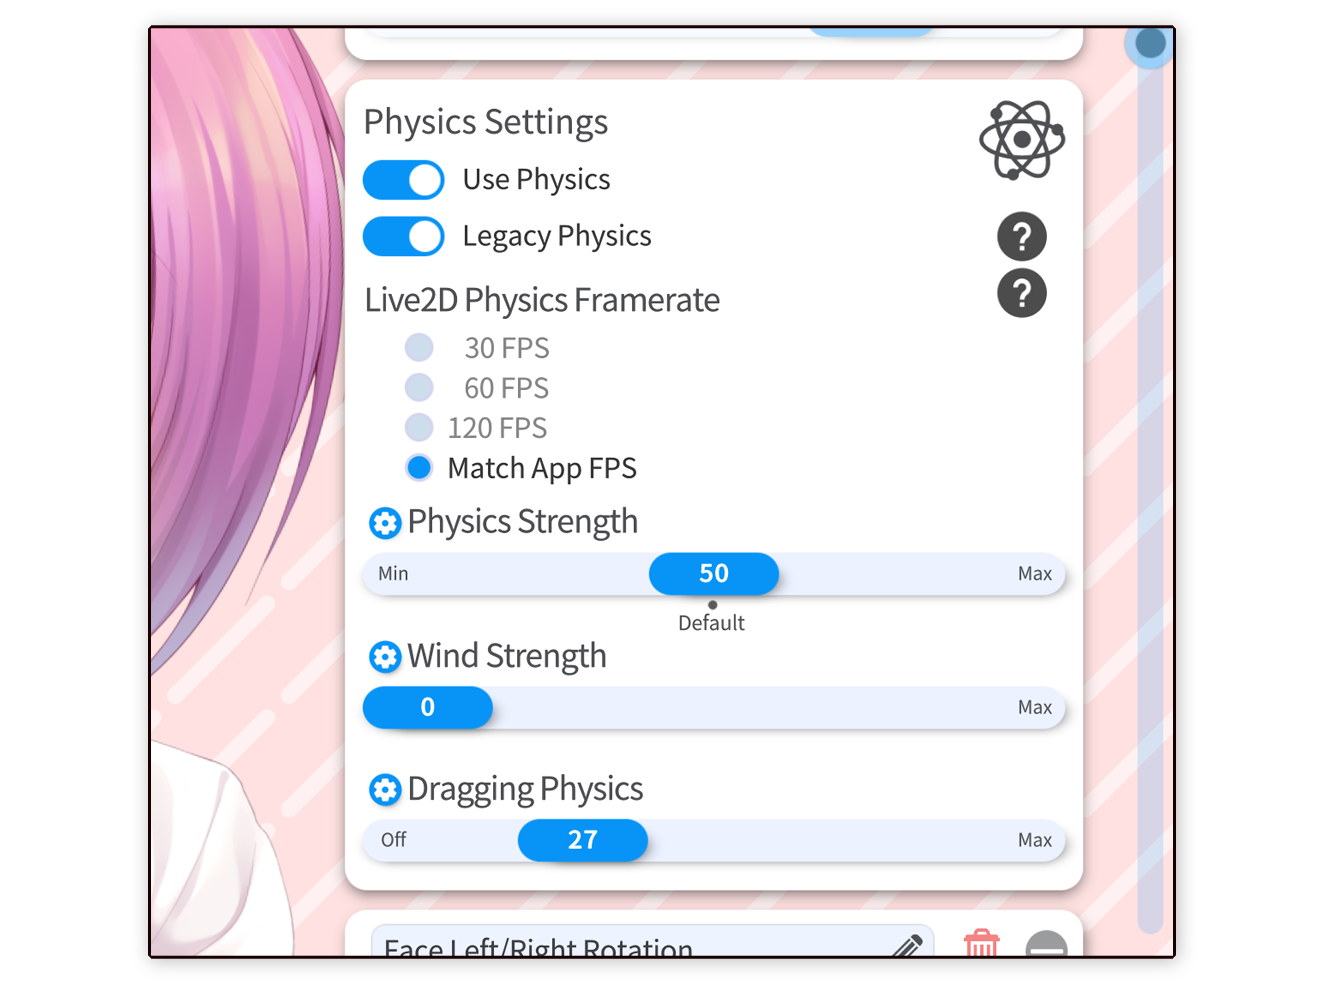 Physics Settings
Use Physics
Legacy Physics
?
Live2D Physics Framerate
?
30 FPS
60 FPS
120 FPS
Match App FPS
Physics Strength
Min 50 Max
Default
Wind Strength
0 Max
Dragging Physics
Off 27 Max
Face Left/Right Rotation